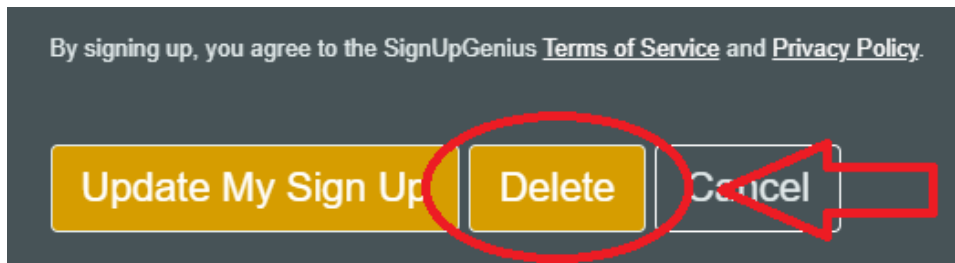 By signing up, you agree to the SignUpGenius Terms of Service and Privacy Policy.
Update My Sign Up Delete Cancel